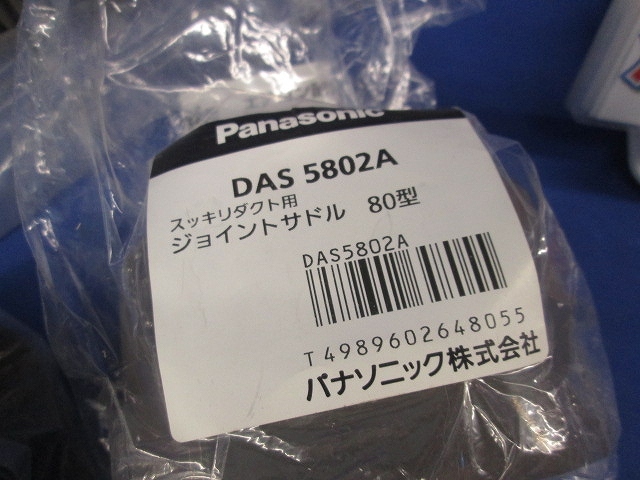 Panasonic
DAS 5802A
スッキリダクト用
ジョイントサドル 80型
DAS5802A
T4989602648055
パナソニック株式会社